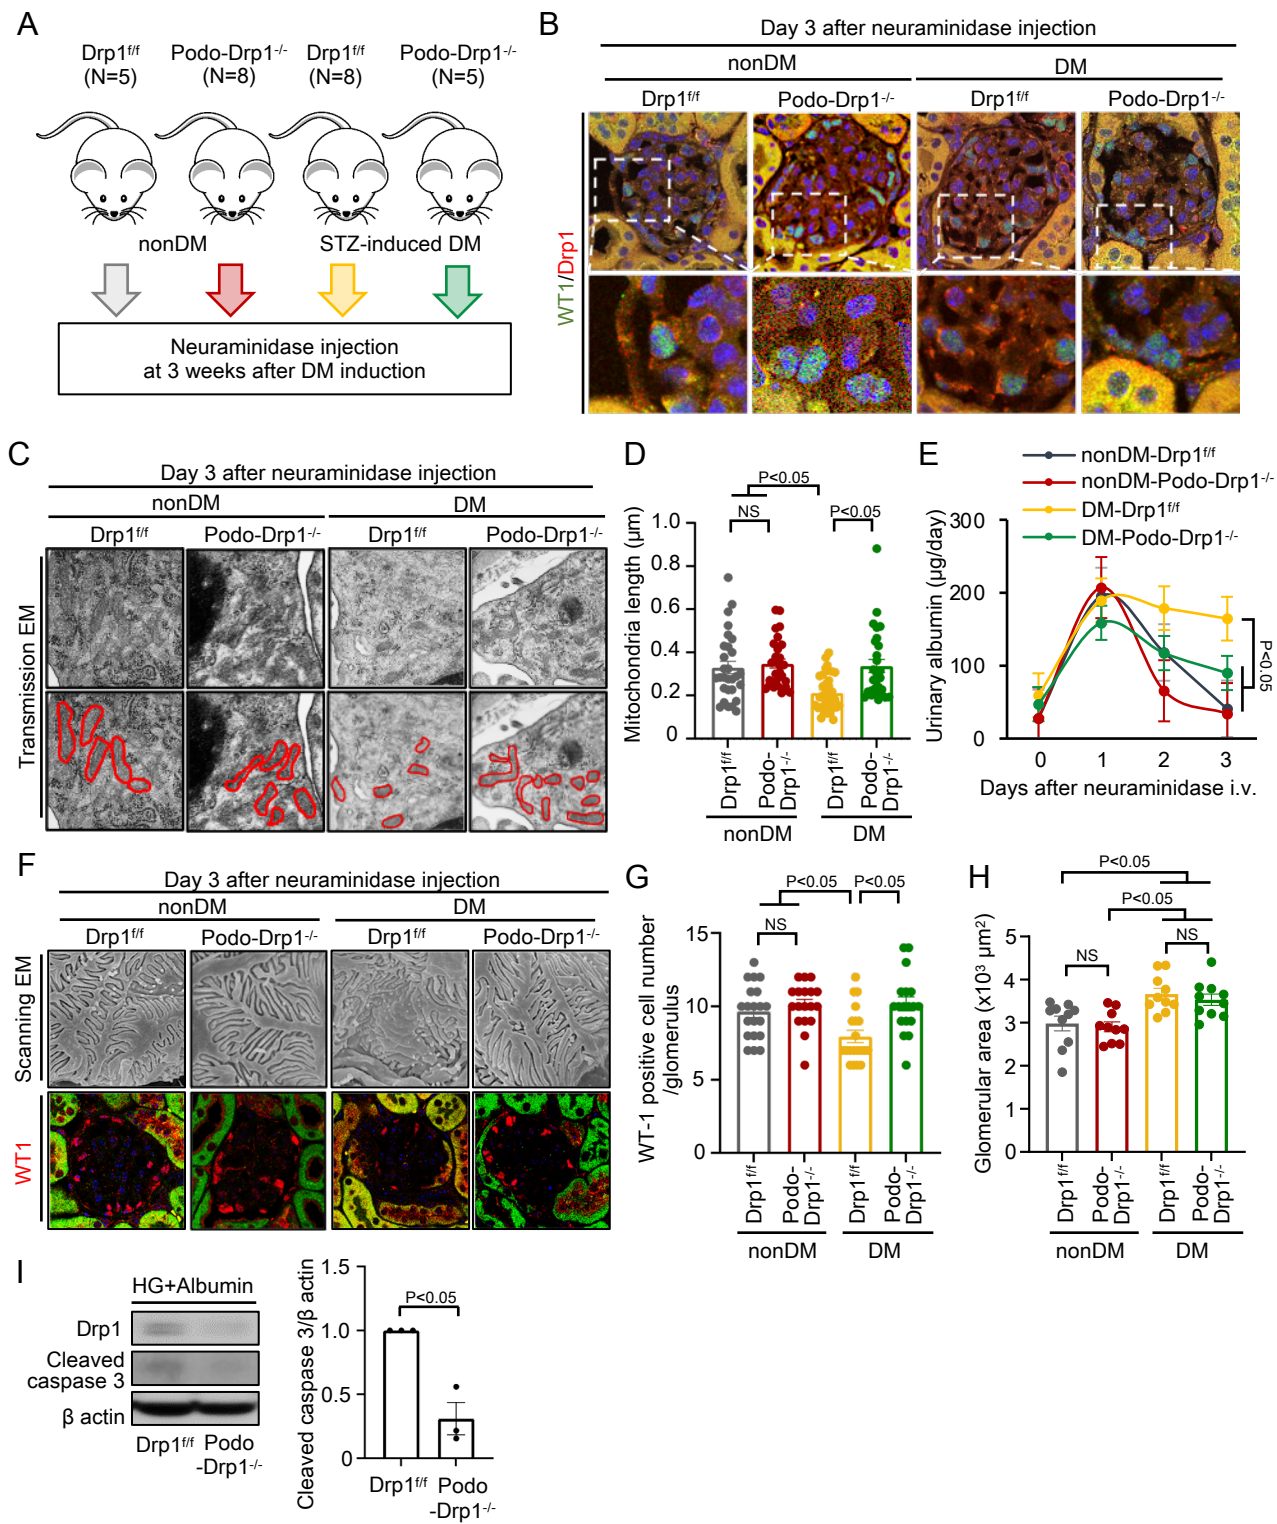 A
Drp1f/f Podo-Drp1-/- Drp1f/f Podo-Drp1-/-
(N=5) (N=8) (N=8) (N=5)
nonDM STZ-induced DM
Neuraminidase injection
at 3 weeks after DM induction
B
Day 3 after neuraminidase injection
nonDM DM
Drp1f/f Podo-Drp1-/- Drp1f/f Podo-Drp1-/-
WT1/Drp1
C
Day 3 after neuraminidase injection
nonDM DM
Drp1f/f Podo-Drp1-/- Drp1f/f Podo-Drp1-/-
Transmission EM
D
P<0.05
NS P<0.05
Mitochondria length (μm)
1.0
0.8
0.6
0.4
0.2
0
Drp1f/f Podo-Drp1-/- Drp1f/f Podo-Drp1-/-
nonDM DM
E
nonDM-Drp1f/f
nonDM-Podo-Drp1-/-
DM-Drp1f/f
DM-Podo-Drp1-/-
Urinary albumin (μg/day)
300
200
100
0
P<0.05
0 1 2 3
Days after neuraminidase i.v.
F
Day 3 after neuraminidase injection
nonDM DM
Drp1f/f Podo-Drp1-/- Drp1f/f Podo-Drp1-/-
Scanning EM
WT1
G
P<0.05 P<0.05
NS
WT-1 positive cell number
/glomerulus
15
10
5
0
Drp1f/f Podo-Drp1-/- Drp1f/f Podo-Drp1-/-
nonDM DM
H
P<0.05
P<0.05
NS NS
Glomerular area (x10³ μm²)
5
4
3
2
1
0
Drp1f/f Podo-Drp1-/- Drp1f/f Podo-Drp1-/-
nonDM DM
I
HG+Albumin
Drp1
Cleaved
caspase 3
β actin
Drp1f/f Podo
-Drp1-/-
Cleaved caspase 3/β actin
1.5
1.0
0.5
0
P<0.05
Drp1f/f Podo
-Drp1-/-